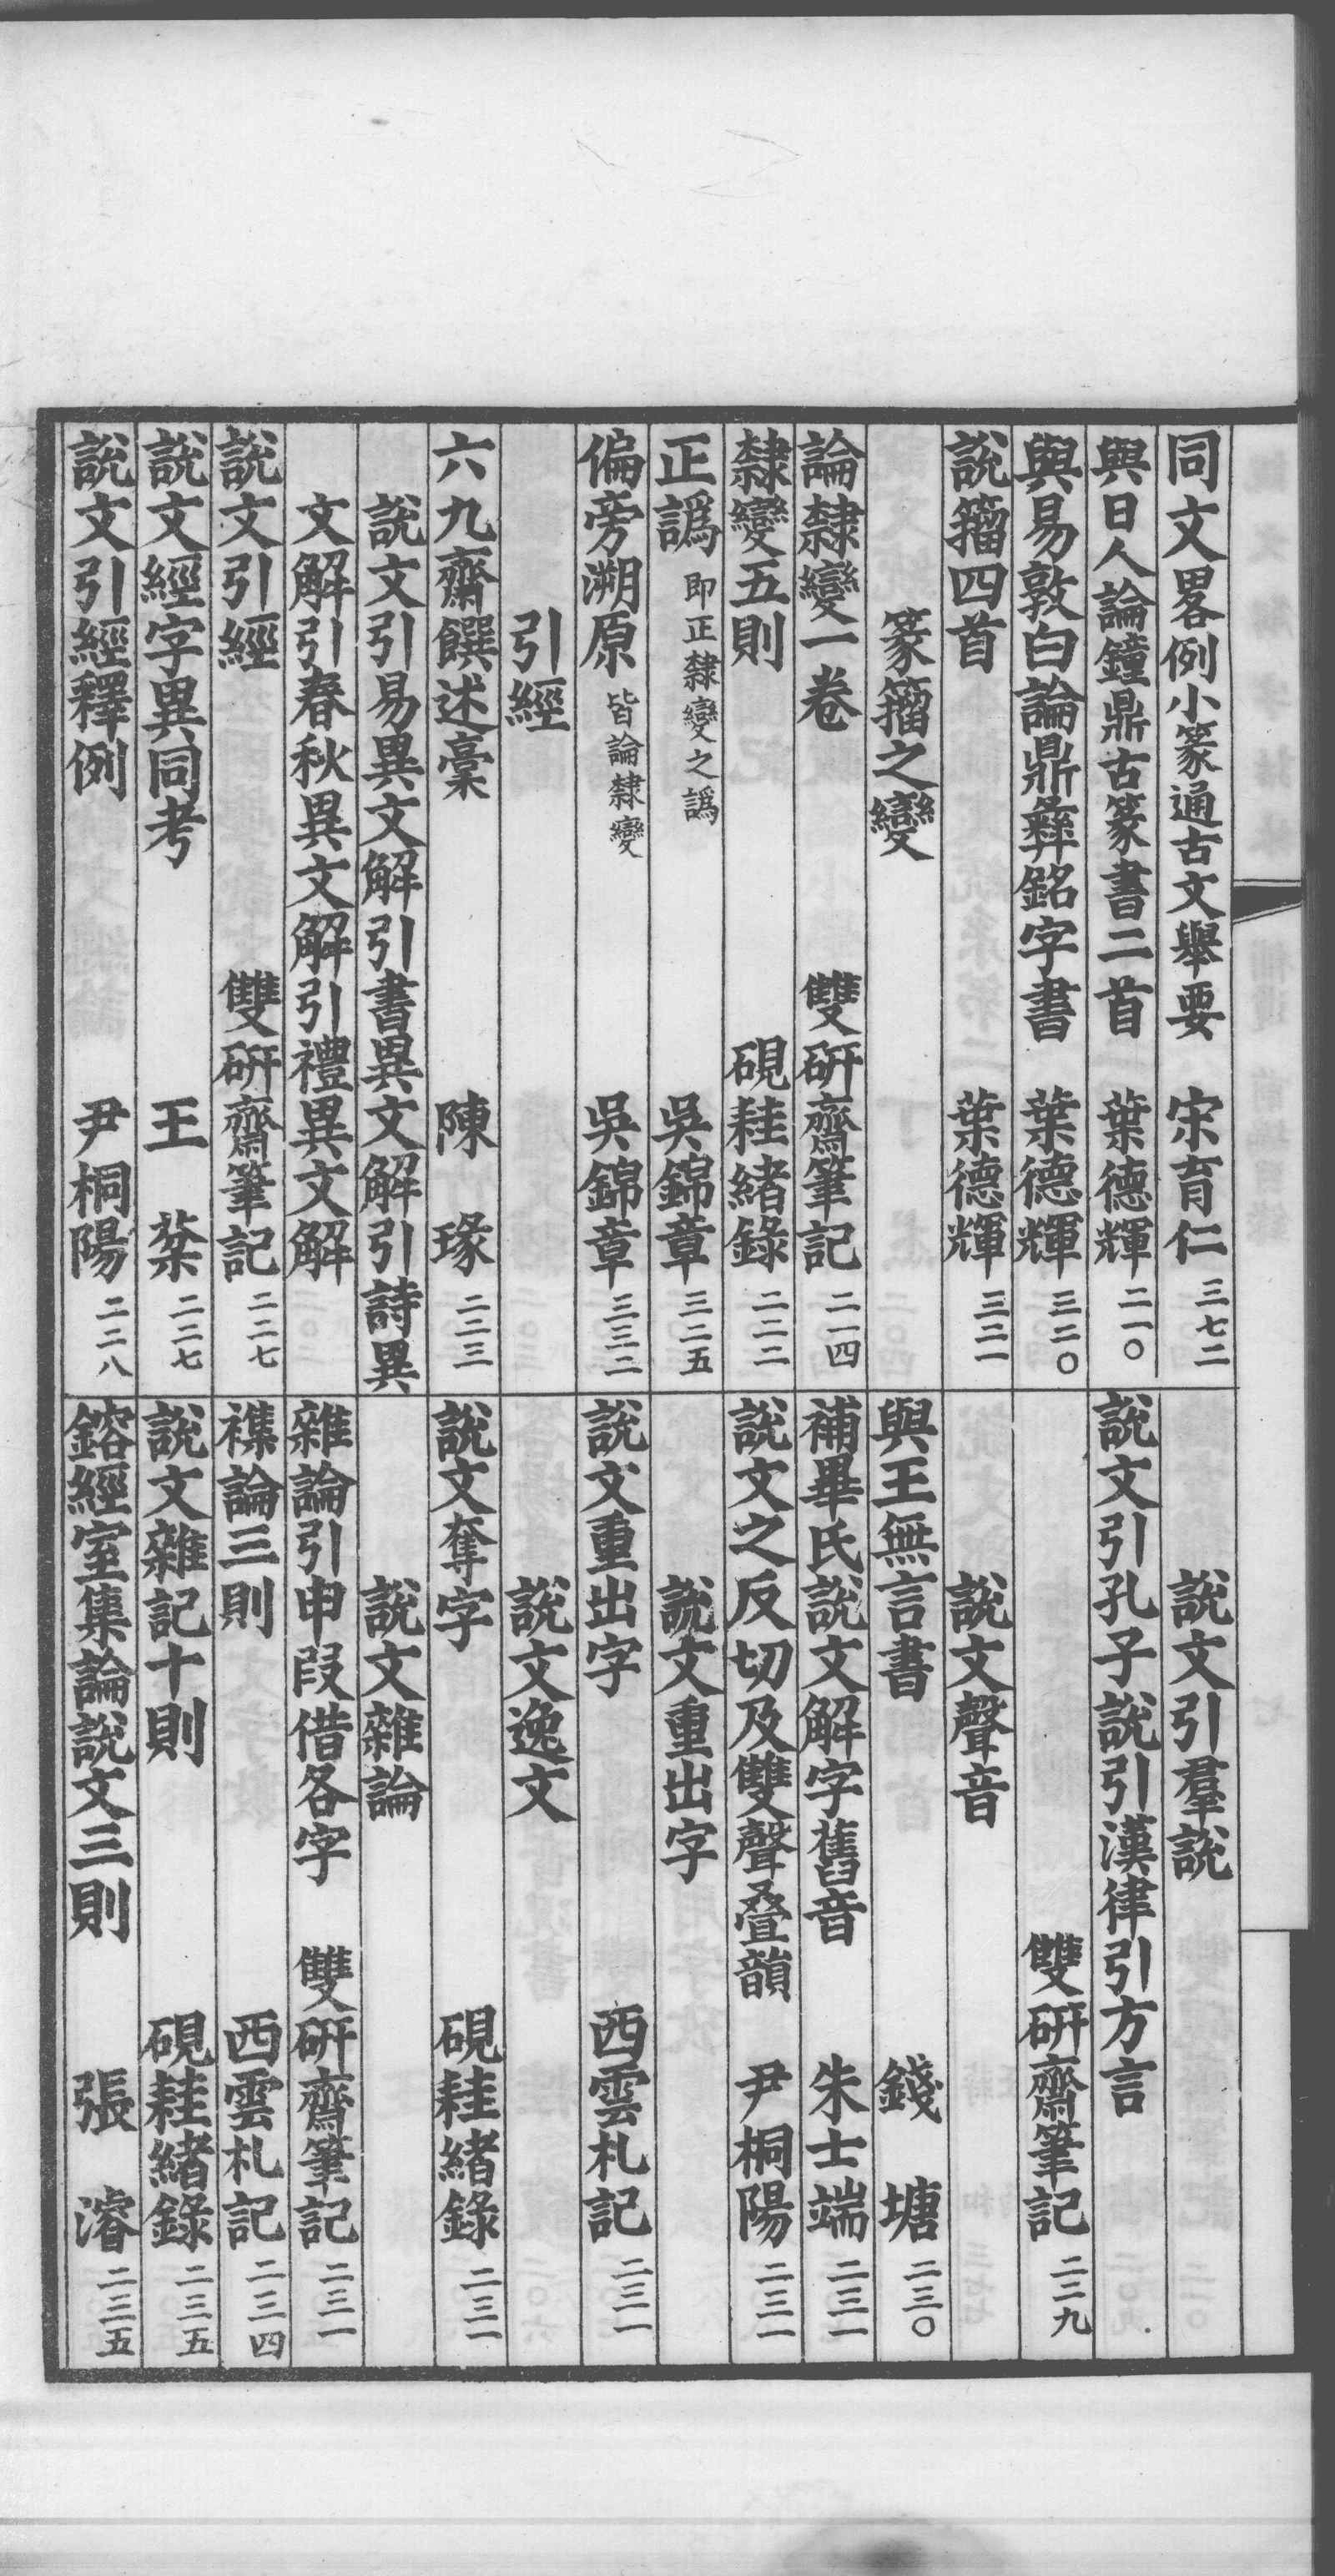 同文畧例小篆通古文舉要　宋育仁　三七二
與日人論鐘鼎古篆書二首　葉德輝　二一〇
與易敦白論鼎彝銘字書　葉德輝　三二〇
說籀四首　葉德輝　三二一
篆籀之變
論隸變一卷　雙硏齋筆記　二一四
隸變五則　硯䢖緒錄　二二二
正譌　即正隸變之譌　吳錦章　三二五
偏旁溯原　皆論隸變　吳錦章　三三二
引經
六九齋饌述稾　陳　瑑　二二三
說文引易異文解引書異文解引詩異
文解引春秋異文解引禮異文解
說文引經　雙硏齋筆記　二二七
說文經字異同考　王　棻　二二七
說文引經釋例　尹桐陽　二二八
說文引羣說
說文引孔子說引漢律引方言
雙硏齋筆記　二二九
說文聲音
與王無言書　錢　塘　二三〇
補畢氏說文解字舊音　朱士端　二三一
說文之反切及雙聲叠韻　尹桐陽　二三一
說文重出字
說文重出字　西雲札記　二三一
說文逸文
說文奪字　硯䢖緒錄　二三一
說文雜論
雜論引申叚借各字　雙硏齋筆記　二三一
襍論三則　西雲札記　二三四
說文雜記十則　硯䢖緒錄　二三五
鎔經室集論說文三則　張　濬　二三五